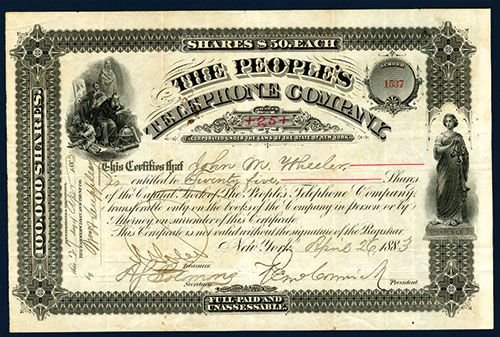 SHARES $50. EACH
THE PEOPLE'S
TELEPHONE COMPANY
NUMBER
1537
+25+
INCORPORATED UNDER THE LAWS OF THE STATE OF NEW YORK
100,000 SHARES.
This Certifies that John M. Wheeler
is entitled to Twenty five Shares
of the Capital Stock of The People's Telephone Company,
transferable only on the books of the Company in person or by
Attorney on surrender of this Certificate
This Certificate is not valid without the signature of the Registrar
New York April 26 1883
Treasurer
Secretary
President.
by
SCIENCE
FULL PAID AND
UNASSESSABLE.